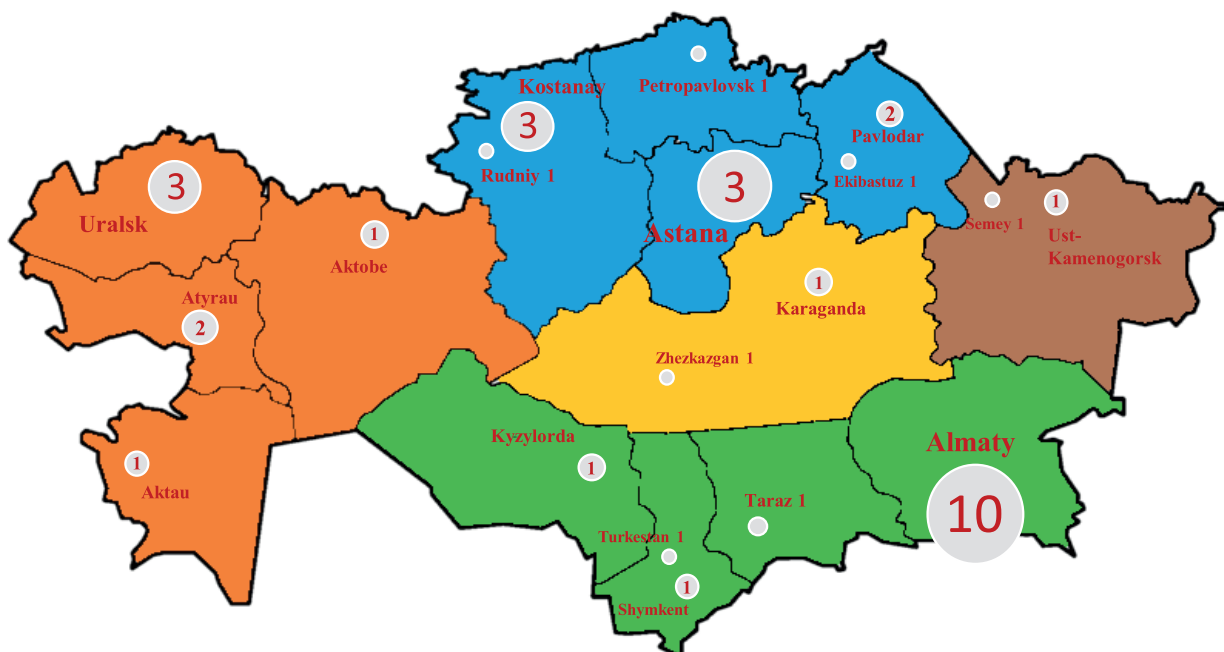 Kostanay
3
Rudniy 1
Petropavlovsk 1
2
Pavlodar
Ekibastuz 1
3
Astana
3
Uralsk
1
Aktobe
Atyrau
2
1
Aktau
Semey 1
1
Ust-
Kamenogorsk
1
Karaganda
Zhezkazgan 1
Kyzylorda
1
Turkestan 1
1
Shymkent
Taraz 1
Almaty
10